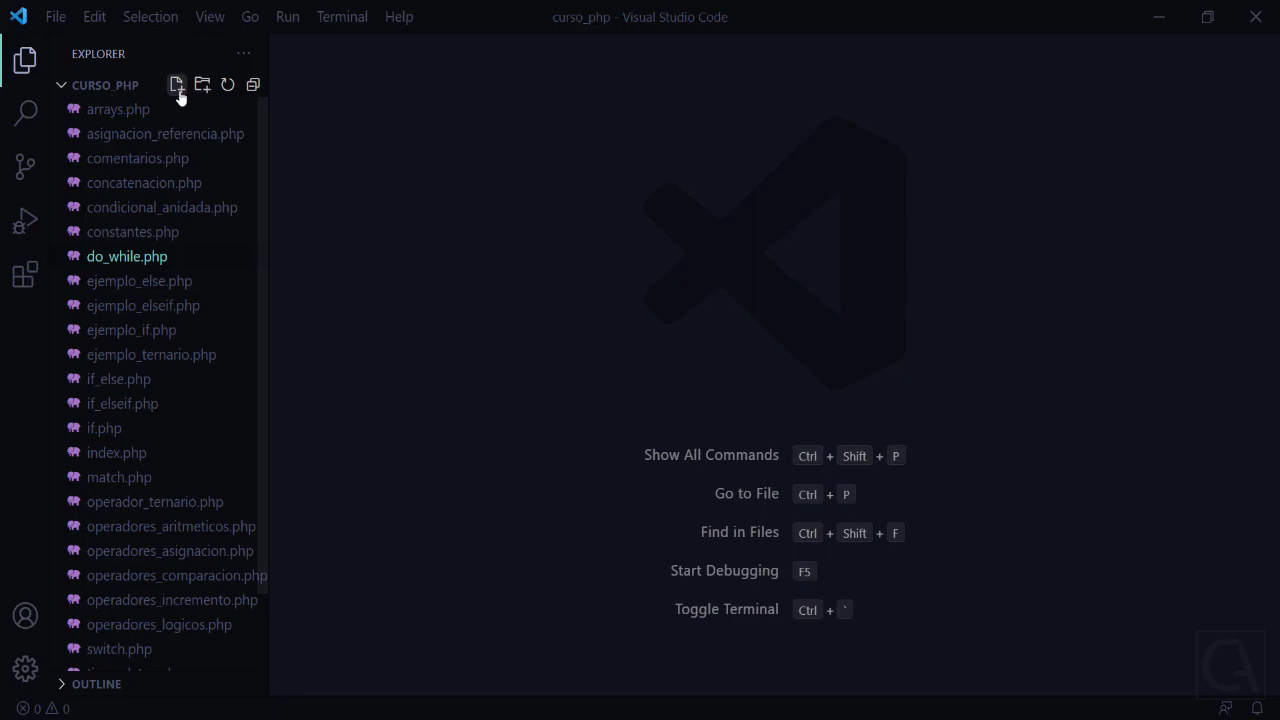 File Edit Selection View Go Run Terminal Help curso_php - Visual Studio Code
EXPLORER
CURSO_PHP
arrays.php
asignacion_referencia.php
comentarios.php
concatenacion.php
condicional_anidada.php
constantes.php
do_while.php
ejemplo_else.php
ejemplo_elseif.php
ejemplo_if.php
ejemplo_ternario.php
if_else.php
if_elseif.php
if.php
index.php
match.php
operador_ternario.php
operadores_aritmeticos.php
operadores_asignacion.php
operadores_comparacion.php
operadores_incremento.php
operadores_logicos.php
switch.php
OUTLINE
0 0
Show All Commands Ctrl + Shift + P
Go to File Ctrl + P
Find in Files Ctrl + Shift + F
Start Debugging F5
Toggle Terminal Ctrl + `
CA